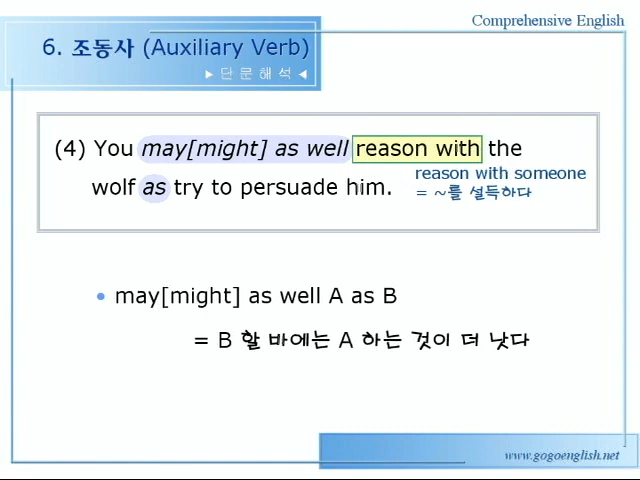 Comprehensive English
6. 조동사 (Auxiliary Verb)
▶ 단 문 해 석 ◀
(4) You may[might] as well reason with the
wolf as try to persuade him.
reason with someone
= ~를 설득하다
• may[might] as well A as B
= B 할 바에는 A 하는 것이 더 낫다
www.gogoenglish.net